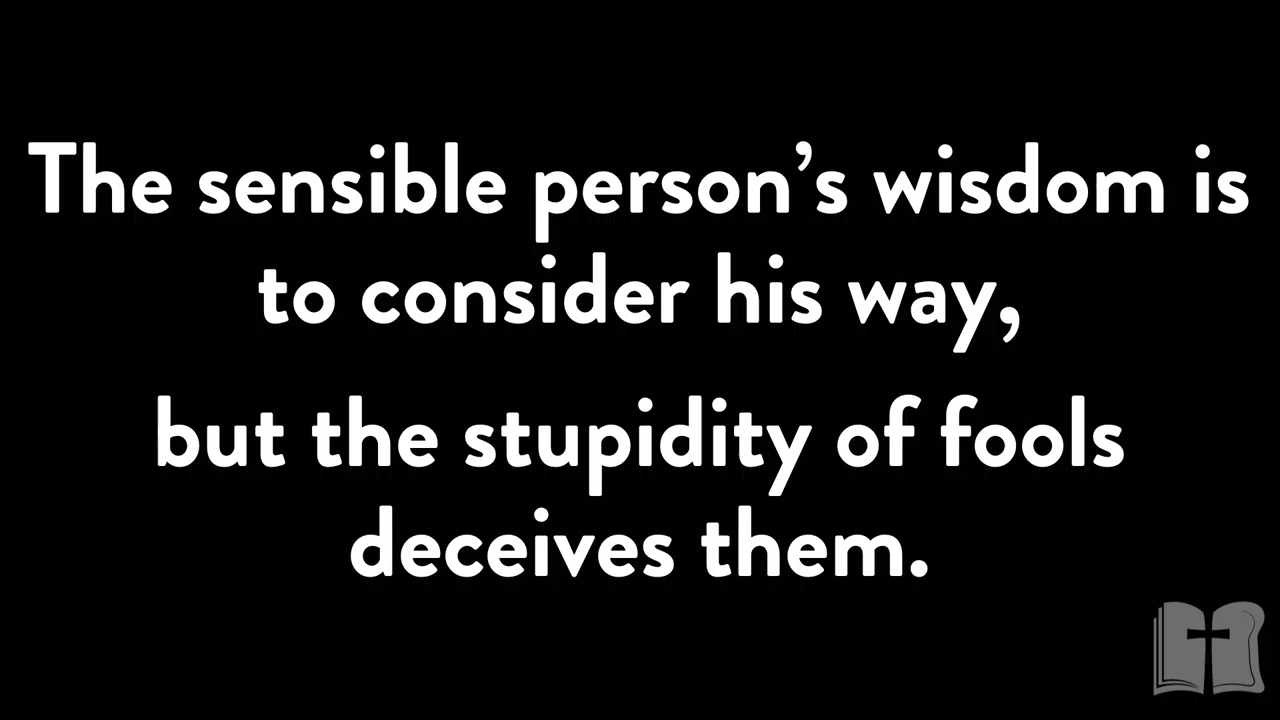 The sensible person’s wisdom is
to consider his way,
but the stupidity of fools
deceives them.